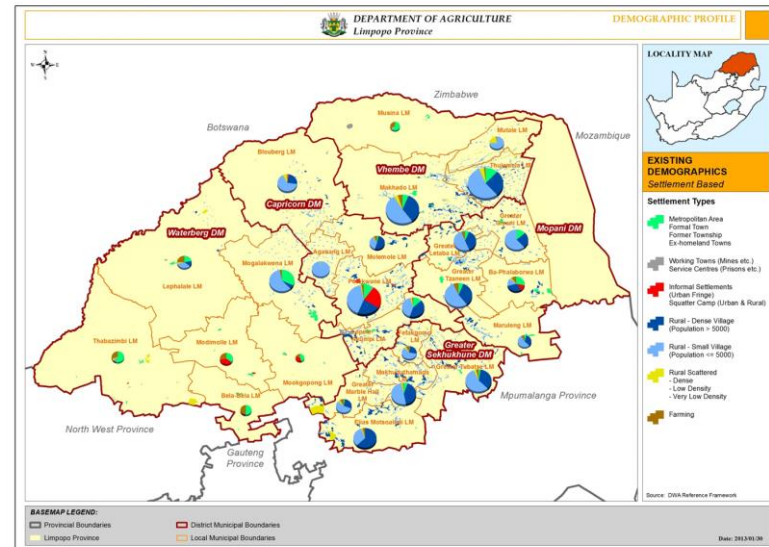 DEPARTMENT OF AGRICULTURE
Limpopo Province
DEMOGRAPHIC PROFILE
N
W
E
S
Zimbabwe
Botswana
Mozambique
Musina LM
Mutale LM
Blouberg LM
Vhembe DM
Thulamela LM
Makhado LM
Capricorn DM
Greater
Giyani LM
Mopani DM
Waterberg DM
Molemole LM
Greater
Letaba LM
Aganang LM
Mogalakwena LM
Greater
Tzaneen LM
Ba-Phalaborwa LM
Lephalale LM
Polokwane LM
Maruleng LM
Thabazimbi LM
Modimolle LM
Fetakgomo LM
Greater
Sekhukhune DM
Mookgopong LM
Makhuduthamaga
Greater Tubatse LM
Bela-Bela LM
Greater
Marble Hall
LM
Elias Motsoaledi LM
Mpumalanga Province
North West Province
Gauteng
Province
LOCALITY MAP
EXISTING
DEMOGRAPHICS
Settlement Based
Settlement Types
Metropolitan Area
Formal Town
Former Township
Ex-homeland Towns
Working Towns (Mines etc.)
Service Centres (Prisons etc.)
Informal Settlements
(Urban Fringe)
Squatter Camp (Urban & Rural)
Rural - Dense Village
(Population > 5000)
Rural - Small Village
(Population <= 5000)
Rural Scattered
- Dense
- Low Density
- Very Low Density
Farming
Source: DWA Reference Framework
BASEMAP LEGEND:
Provincial Boundaries
District Municipal Boundaries
Limpopo Province
Local Municipal Boundaries
Date: 2013/01/30